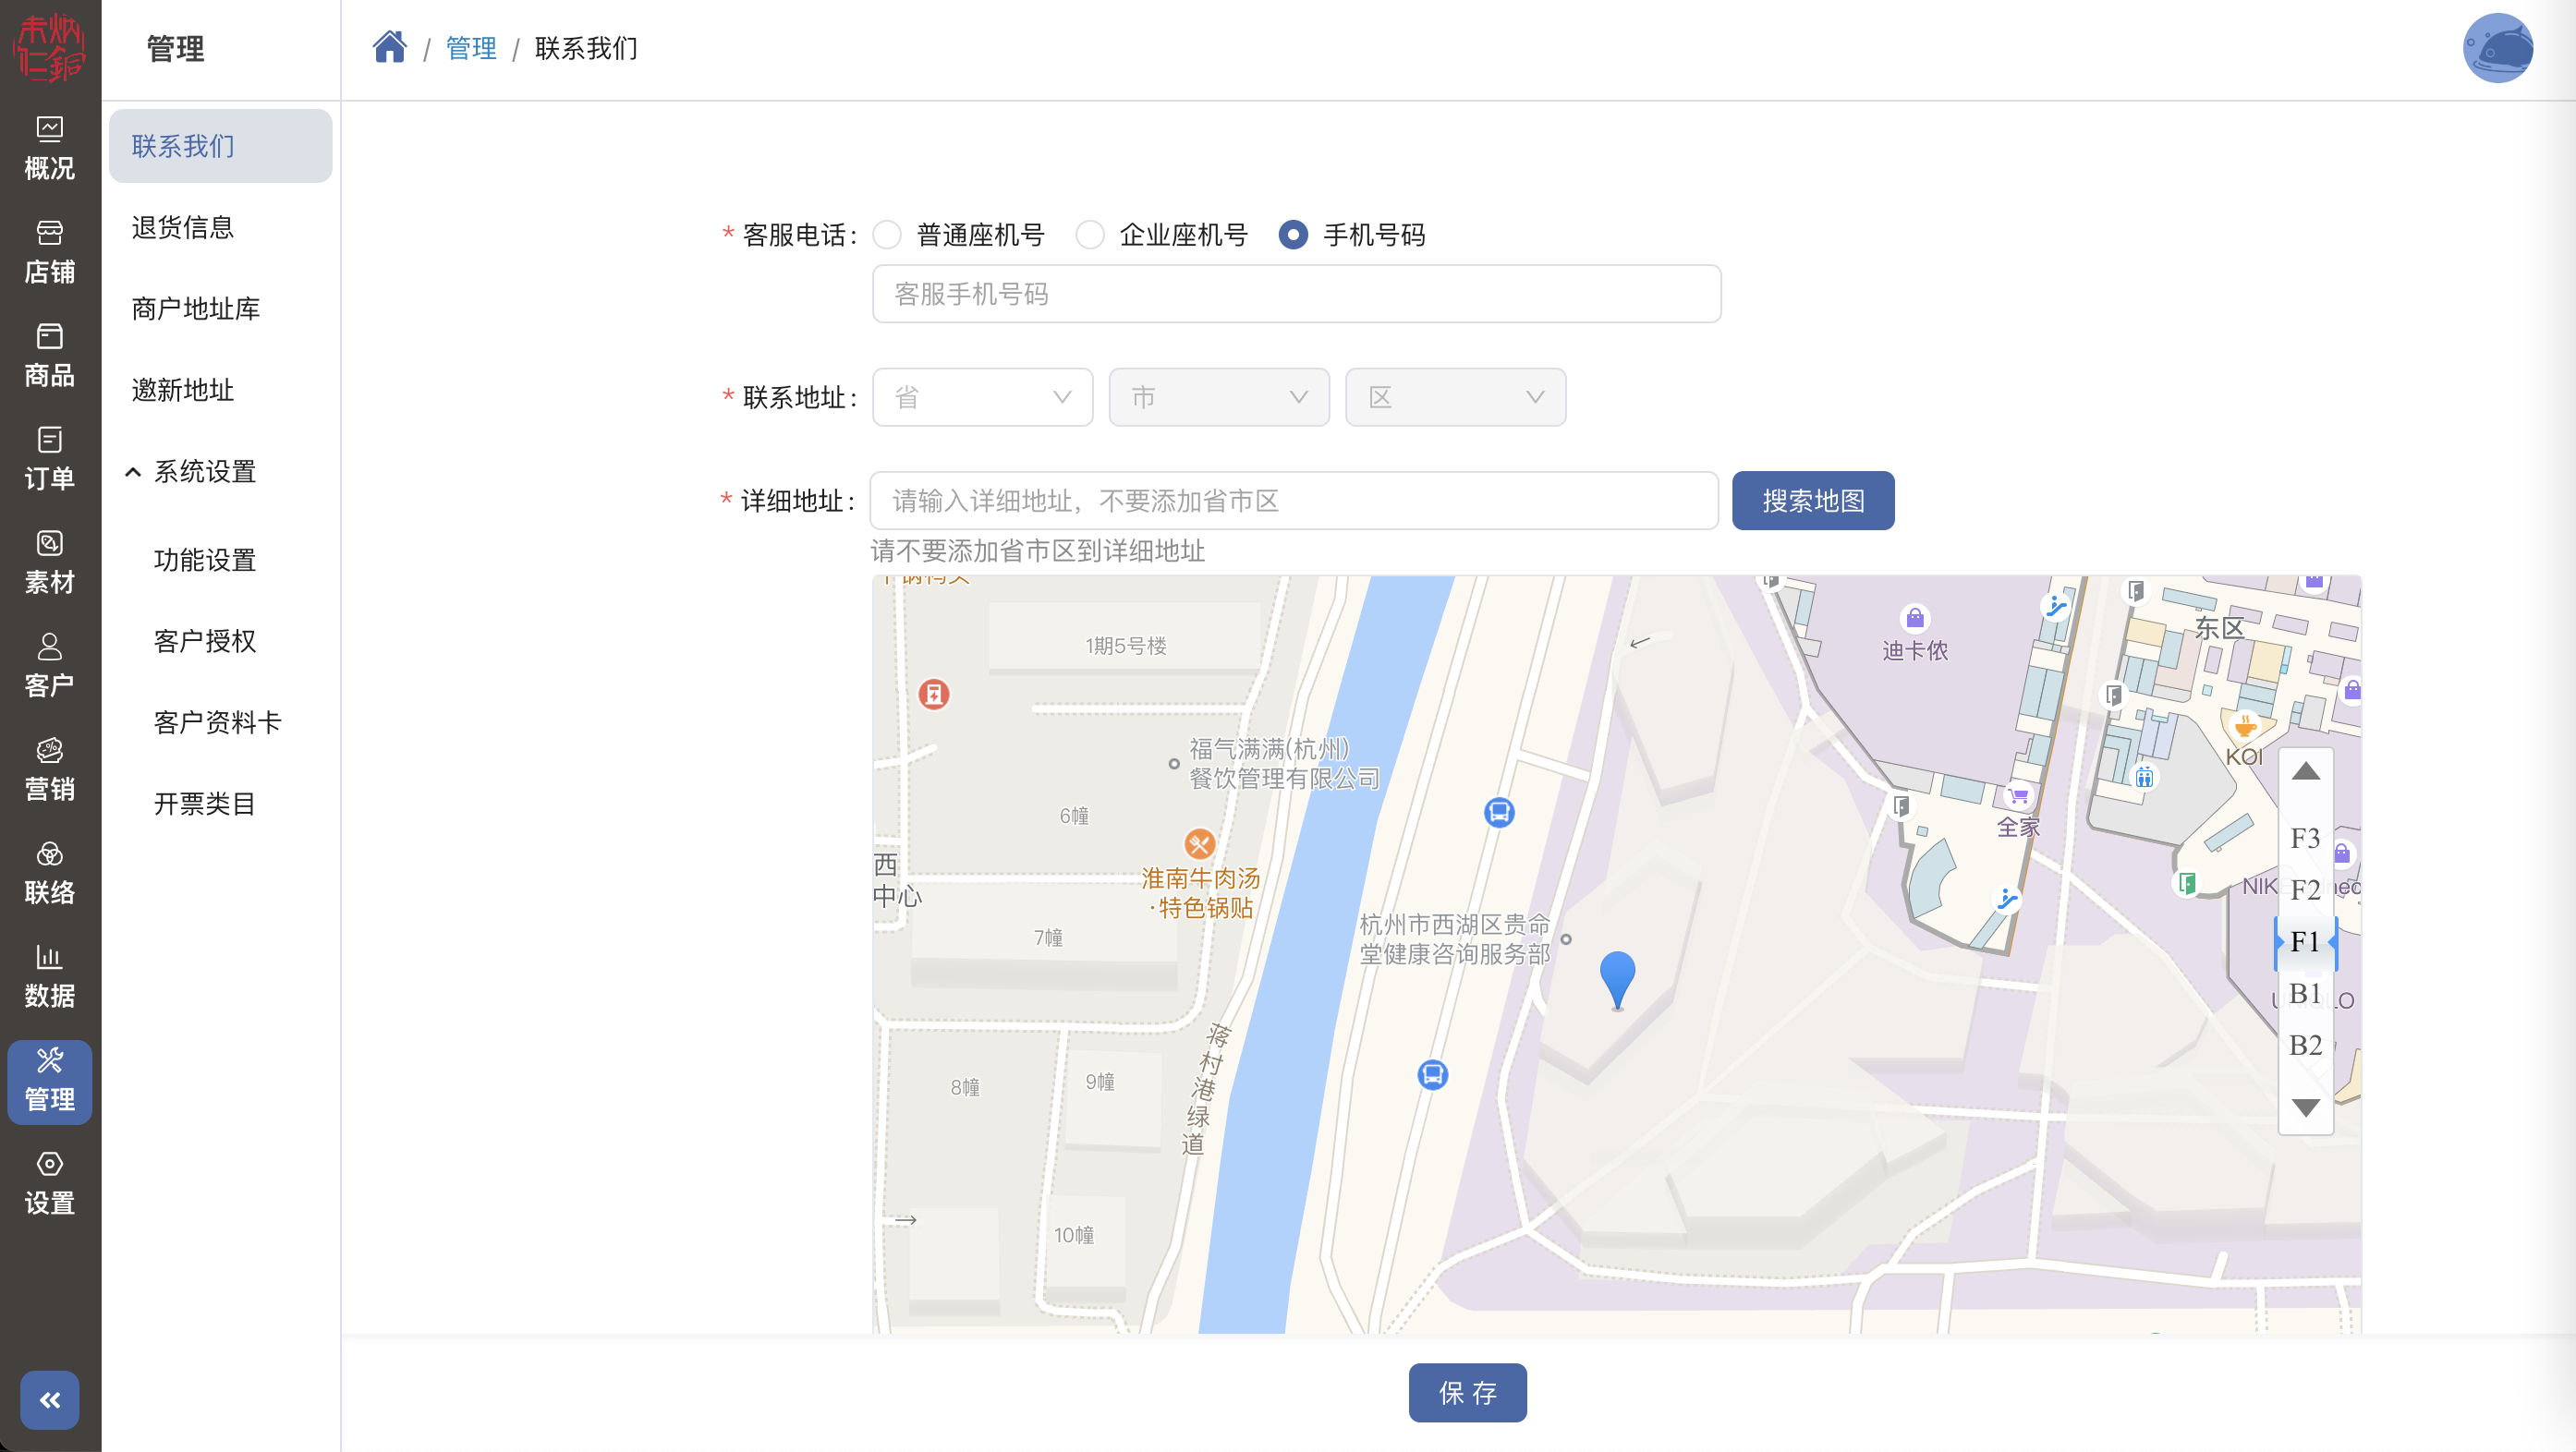 朱炳仁銅
概况
店铺
商品
订单
素材
客户
营销
联络
数据
管理
设置
管理
联系我们
退货信息
商户地址库
邀新地址
系统设置
功能设置
客户授权
客户资料卡
开票类目
/ 管理 / 联系我们
* 客服电话: 普通座机号 企业座机号 手机号码
客服手机号码
* 联系地址: 省 市 区
* 详细地址: 请输入详细地址，不要添加省市区 搜索地图
请不要添加省市区到详细地址
1期5号楼
迪卡侬
东区
福气满满(杭州)
餐饮管理有限公司
KOI
6幢
全家
西
中心
淮南牛肉汤
·特色锅贴
7幢
杭州市西湖区贵命
堂健康咨询服务部
蒋村港绿道
8幢
9幢
10幢
F3
F2
F1
B1
B2
保 存